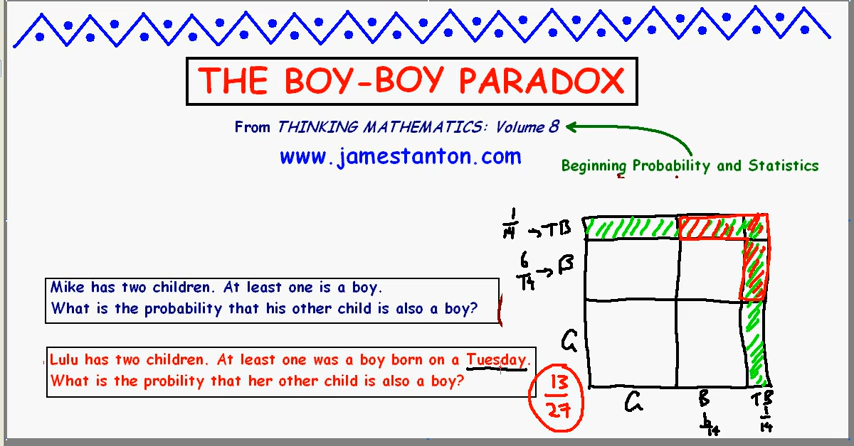 THE BOY-BOY PARADOX
From THINKING MATHEMATICS: Volume 8
www.jamestanton.com
Beginning Probability and Statistics
1/14 → TB
6/14 → B
Mike has two children. At least one is a boy.
What is the probability that his other child is also a boy?
Lulu has two children. At least one was a boy born on a Tuesday.
What is the probility that her other child is also a boy?
13/27
G
G B TB
6/14 1/14